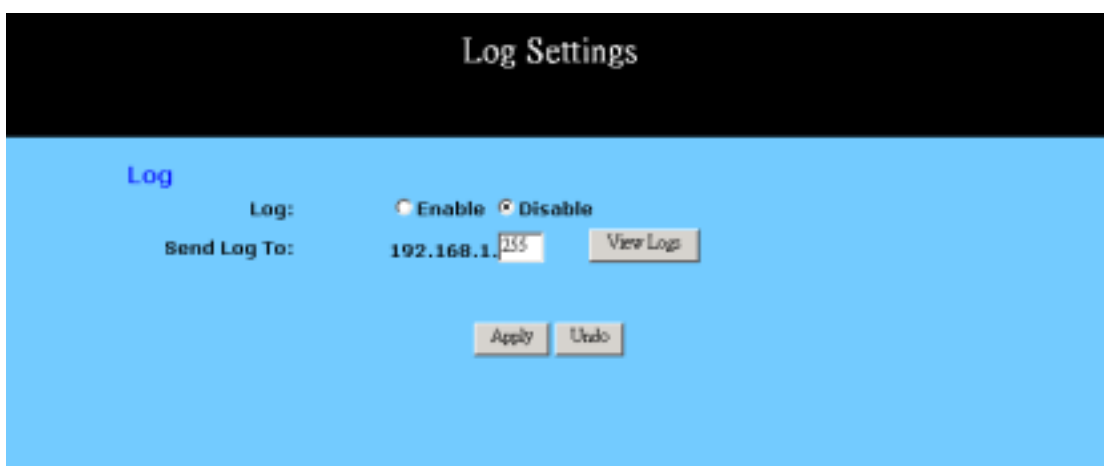 Log Settings
Log
Log: Enable Disable
Send Log To: 192.168.1.255 View Logs
Apply Undo